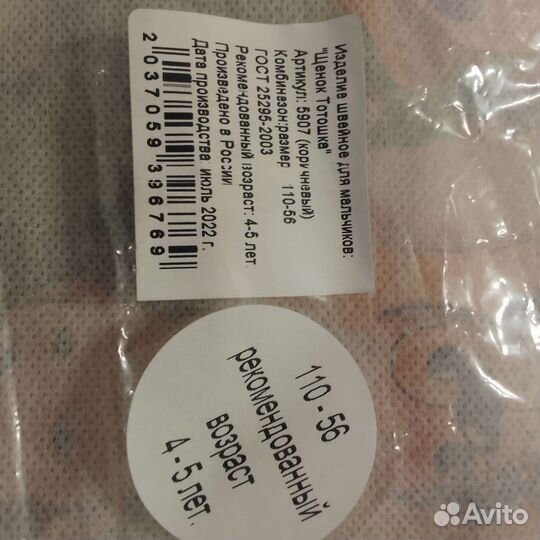 Изделие швейное для мальчиков:
"Щенок Тотошка"
Артикул: 5907 (коричневый)
Комбинезон:размер 110-56
ГОСТ 25295-2003
Рекомендованный возраст: 4-5 лет.
Произведено в России
Дата производства: июль 2022 г.
2037059396769
110 - 56
рекомендованный
возраст
4 - 5 лет.
Avito